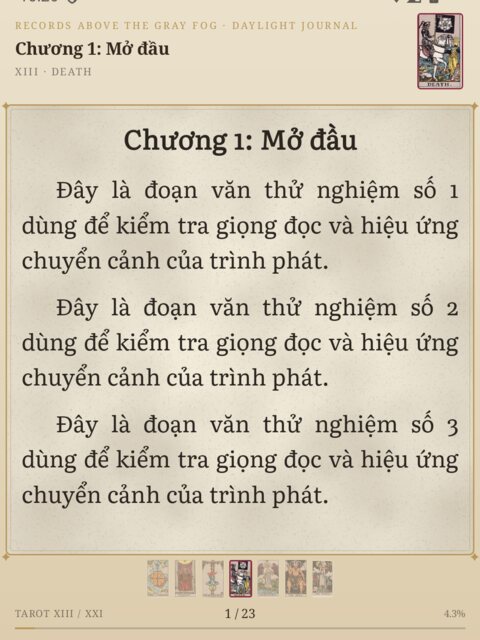 RECORDS ABOVE THE GRAY FOG · DAYLIGHT JOURNAL
Chương 1: Mở đầu
XIII · DEATH
DEATH.
Chương 1: Mở đầu
Đây là đoạn văn thử nghiệm số 1
dùng để kiểm tra giọng đọc và hiệu ứng
chuyển cảnh của trình phát.
Đây là đoạn văn thử nghiệm số 2
dùng để kiểm tra giọng đọc và hiệu ứng
chuyển cảnh của trình phát.
Đây là đoạn văn thử nghiệm số 3
dùng để kiểm tra giọng đọc và hiệu ứng
chuyển cảnh của trình phát.
TAROT XIII / XXI
1 / 23
4.3%